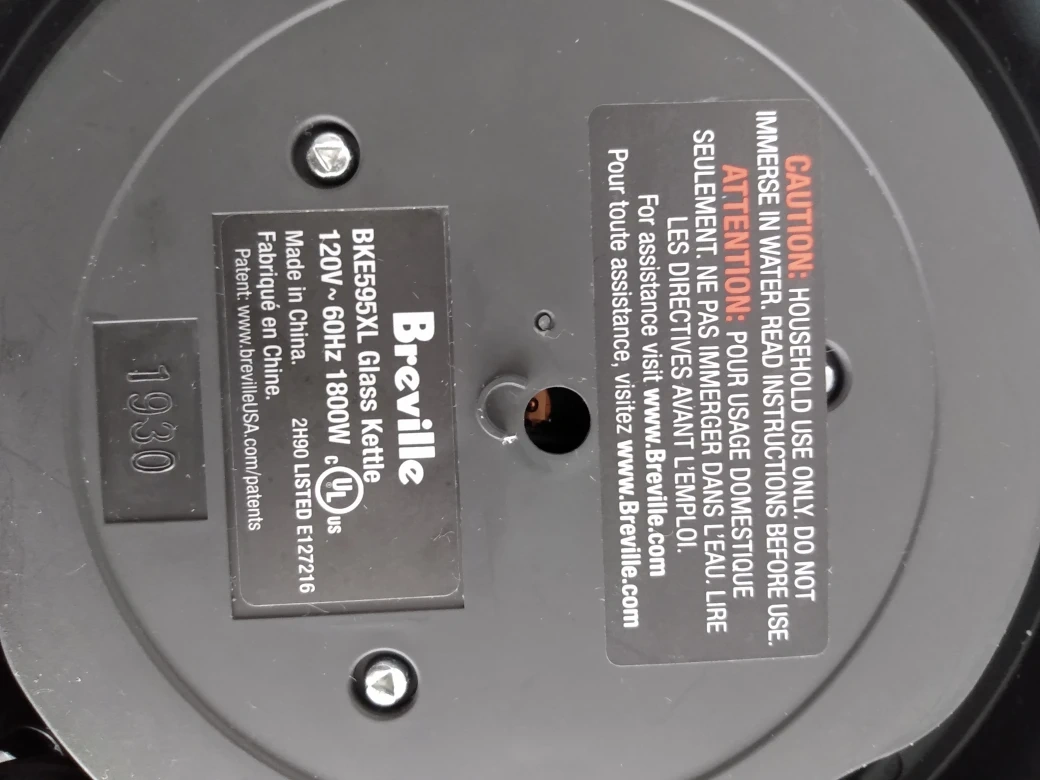 CAUTION: HOUSEHOLD USE ONLY. DO NOT
IMMERSE IN WATER. READ INSTRUCTIONS BEFORE USE.
ATTENTION: POUR USAGE DOMESTIQUE
SEULEMENT. NE PAS IMMERGER DANS L'EAU. LIRE
LES DIRECTIVES AVANT L'EMPLOI.
For assistance visit www.Breville.com
Pour toute assistance, visitez www.Breville.com
Breville
BKE595XL Glass Kettle
120V~ 60Hz 1800W
c UL US
Made in China.
2H90 LISTED E127216
Fabriqué en Chine.
Patent: www.brevilleUSA.com/patents
1930